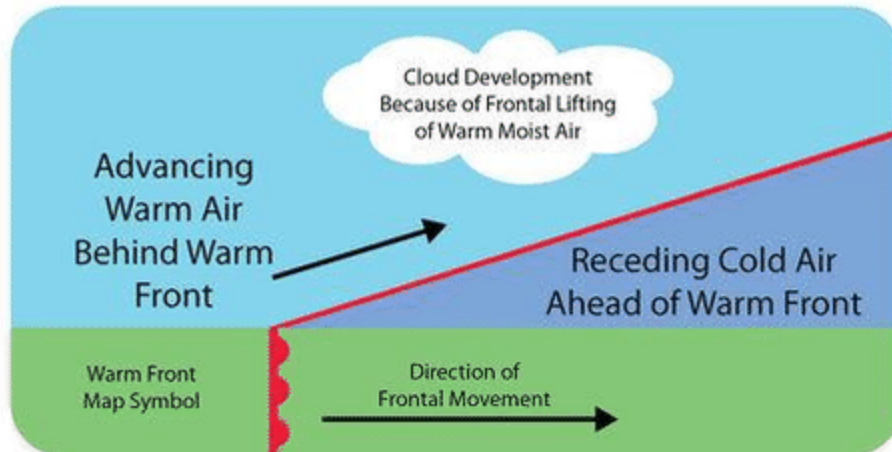 Cloud Development
Because of Frontal Lifting
of Warm Moist Air
Advancing
Warm Air
Behind Warm
Front
Receding Cold Air
Ahead of Warm Front
Warm Front
Map Symbol
Direction of
Frontal Movement